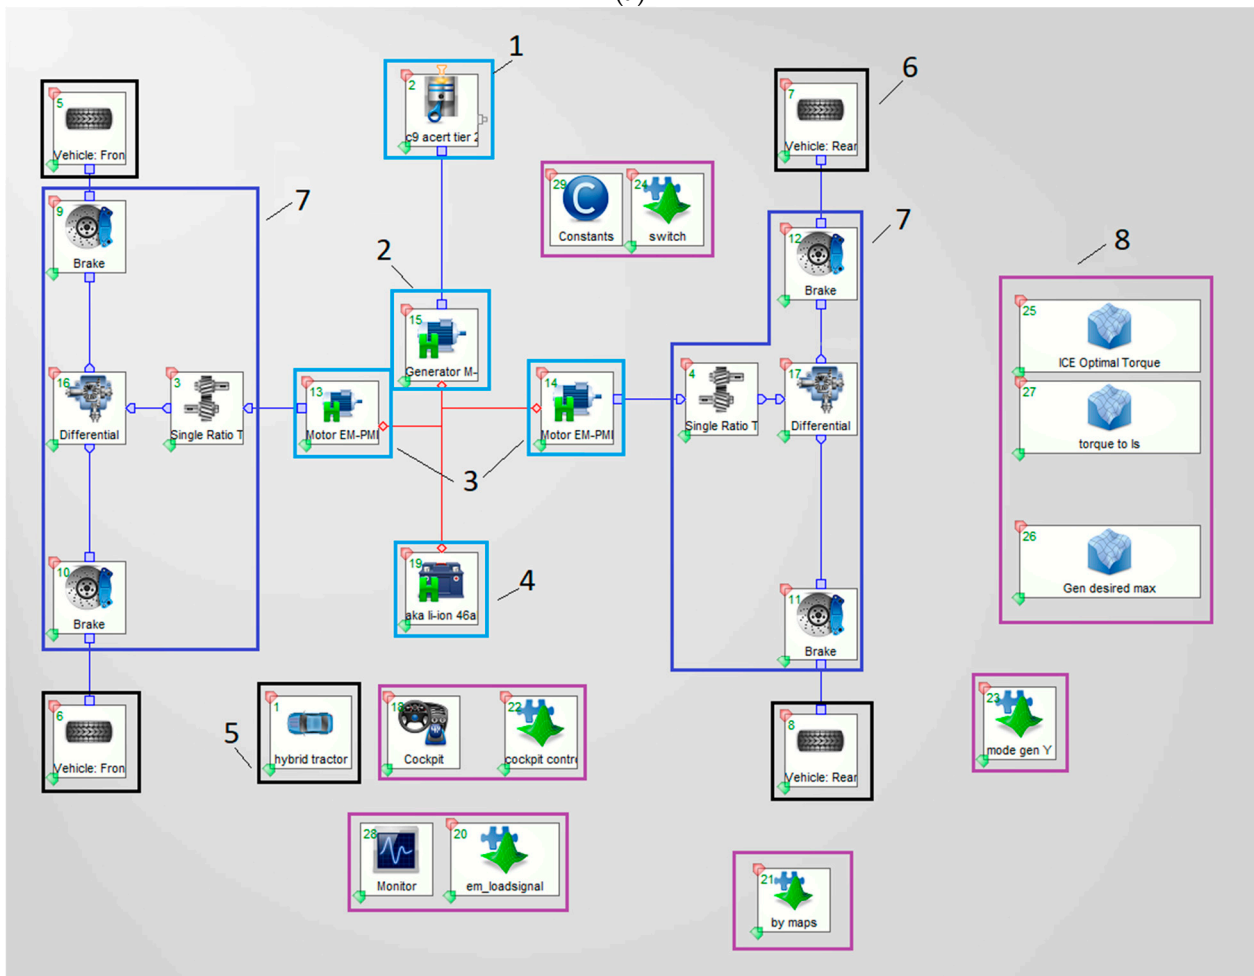 1
2
c9 acert tier 2
6
5
Vehicle: Fron
7
Vehicle: Rear
29
Constants
24
switch
7
9
Brake
2
15
Generator M-
7
12
Brake
8
25
ICE Optimal Torque
27
torque to Is
26
Gen desired max
16
Differential
3
Single Ratio T
13
Motor EM-PMI
14
Motor EM-PMI
4
Single Ratio T
17
Differential
3
10
Brake
19
aka li-ion 46a
4
11
Brake
6
Vehicle: Fron
5
1
hybrid tractor
18
Cockpit
22
cockpit contr
8
Vehicle: Rear
23
mode gen Y
28
Monitor
20
em_loadsignal
21
by maps